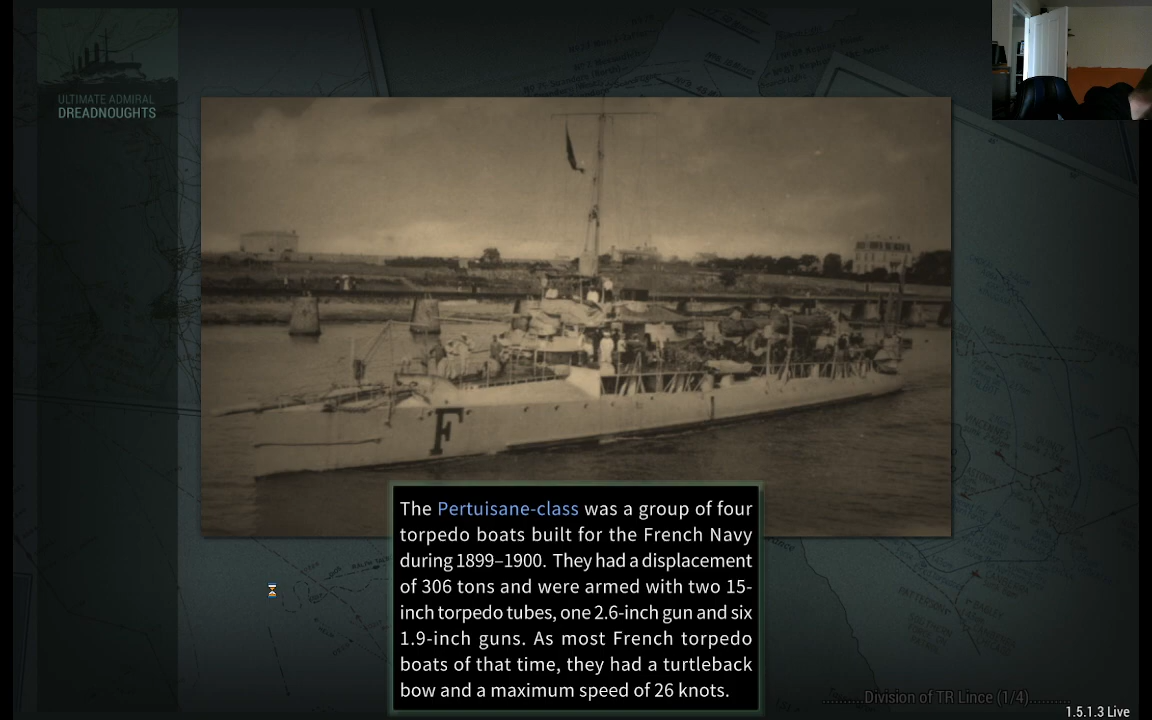 ULTIMATE ADMIRAL
DREADNOUGHTS
F
The Pertuisane-class was a group of four
torpedo boats built for the French Navy
during 1899–1900. They had a displacement
of 306 tons and were armed with two 15-
inch torpedo tubes, one 2.6-inch gun and six
1.9-inch guns. As most French torpedo
boats of that time, they had a turtleback
bow and a maximum speed of 26 knots.
..........Division of TR Lince (1/4)..........
1.5.1.3 Live